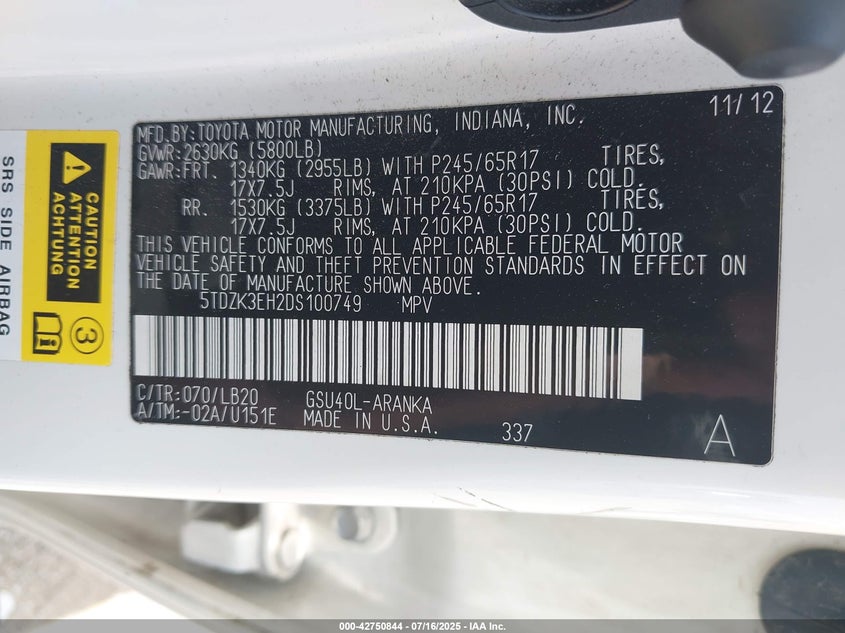 11/12
MFD.BY:TOYOTA MOTOR MANUFACTURING, INDIANA, INC.
GVWR:2630KG (5800LB)
GAWR:FRT. 1340KG (2955LB) WITH P245/65R17 TIRES,
17X7.5J RIMS, AT 210KPA (30PSI) COLD.
RR. 1530KG (3375LB) WITH P245/65R17 TIRES,
17X7.5J RIMS, AT 210KPA (30PSI) COLD.
THIS VEHICLE CONFORMS TO ALL APPLICABLE FEDERAL MOTOR
VEHICLE SAFETY AND THEFT PREVENTION STANDARDS IN EFFECT ON
THE DATE OF MANUFACTURE SHOWN ABOVE.
5TDZK3EH2DS100749 MPV
C/TR:070/LB20 GSU40L-ARANKA
A/TM:-02A/U151E MADE IN U.S.A.
337
A
SRS SIDE AIRBAG
CAUTION
ATTENTION
3
000-42750844 | 07/16/2025 | IAA Inc.